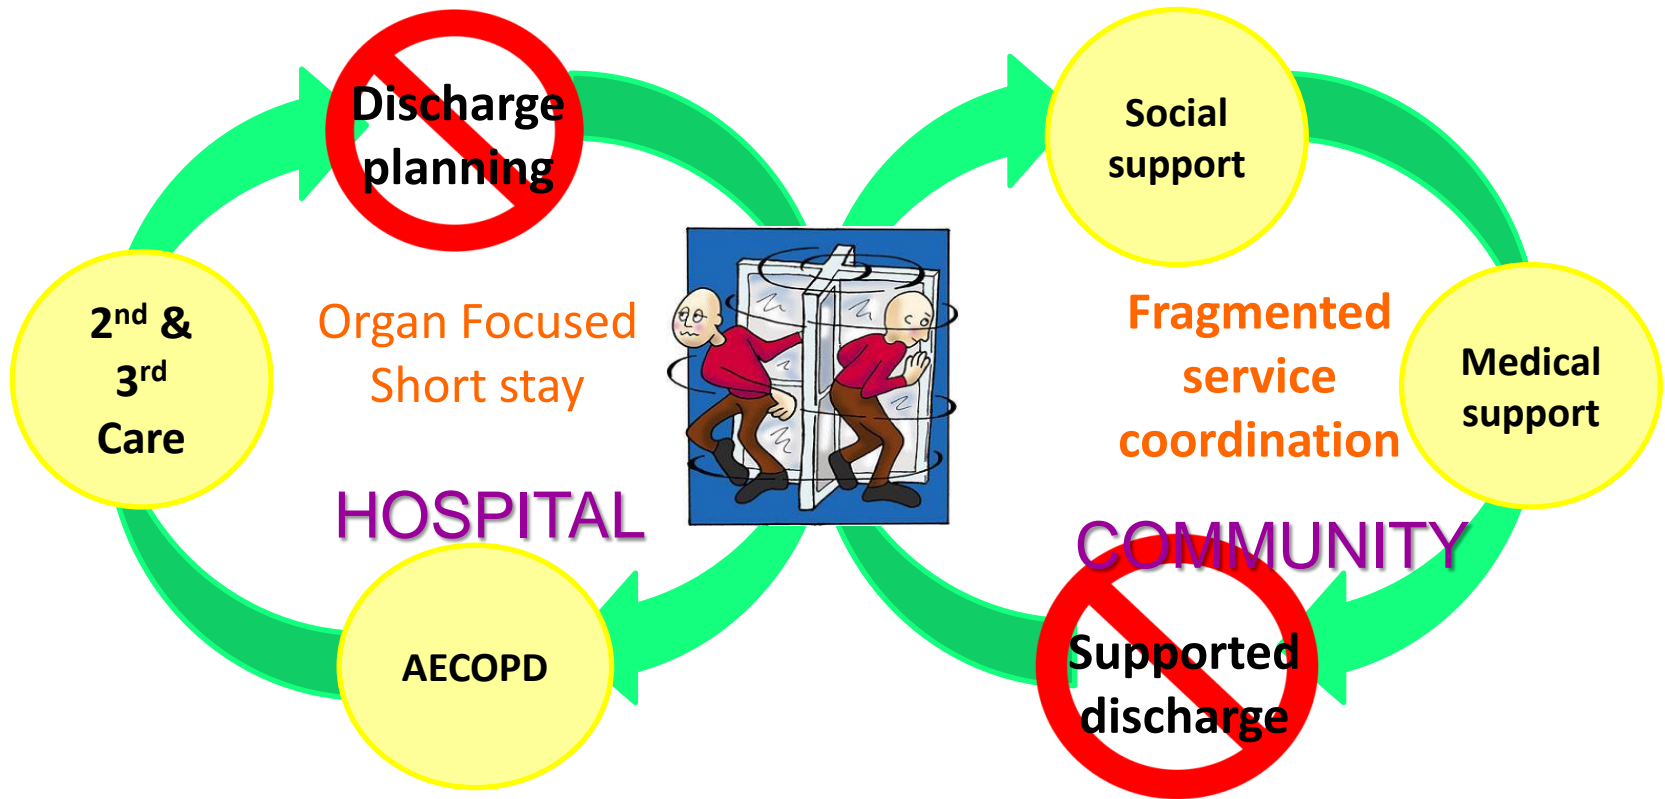 Discharge
planning
2nd &
3rd
Care
Organ Focused
Short stay
HOSPITAL
AECOPD
Social
support
Fragmented
service
coordination
Medical
support
COMMUNITY
Supported
discharge